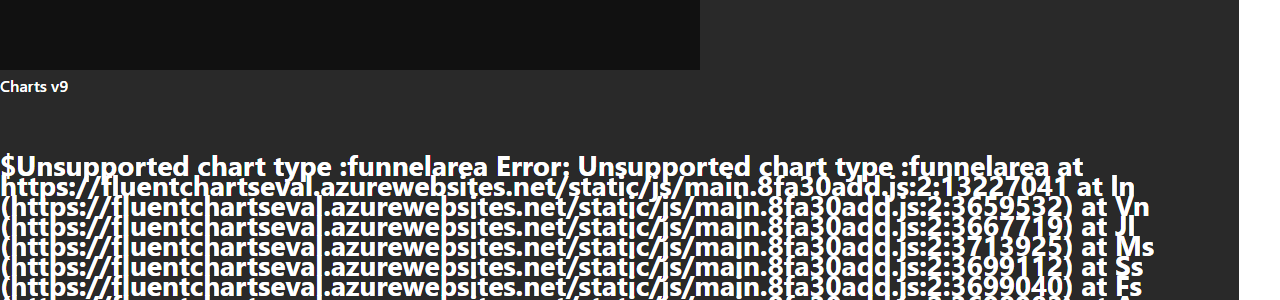 Charts v9
$Unsupported chart type :funnelarea Error: Unsupported chart type :funnelarea at
https://fluentchartseval.azurewebsites.net/static/js/main.8fa30add.js:2:13227041 at ln
(https://fluentchartseval.azurewebsites.net/static/js/main.8fa30add.js:2:3659532) at Vn
(https://fluentchartseval.azurewebsites.net/static/js/main.8fa30add.js:2:3667719) at Jl
(https://fluentchartseval.azurewebsites.net/static/js/main.8fa30add.js:2:3713925) at Ms
(https://fluentchartseval.azurewebsites.net/static/js/main.8fa30add.js:2:3699112) at Ss
(https://fluentchartseval.azurewebsites.net/static/js/main.8fa30add.js:2:3699040) at Fs